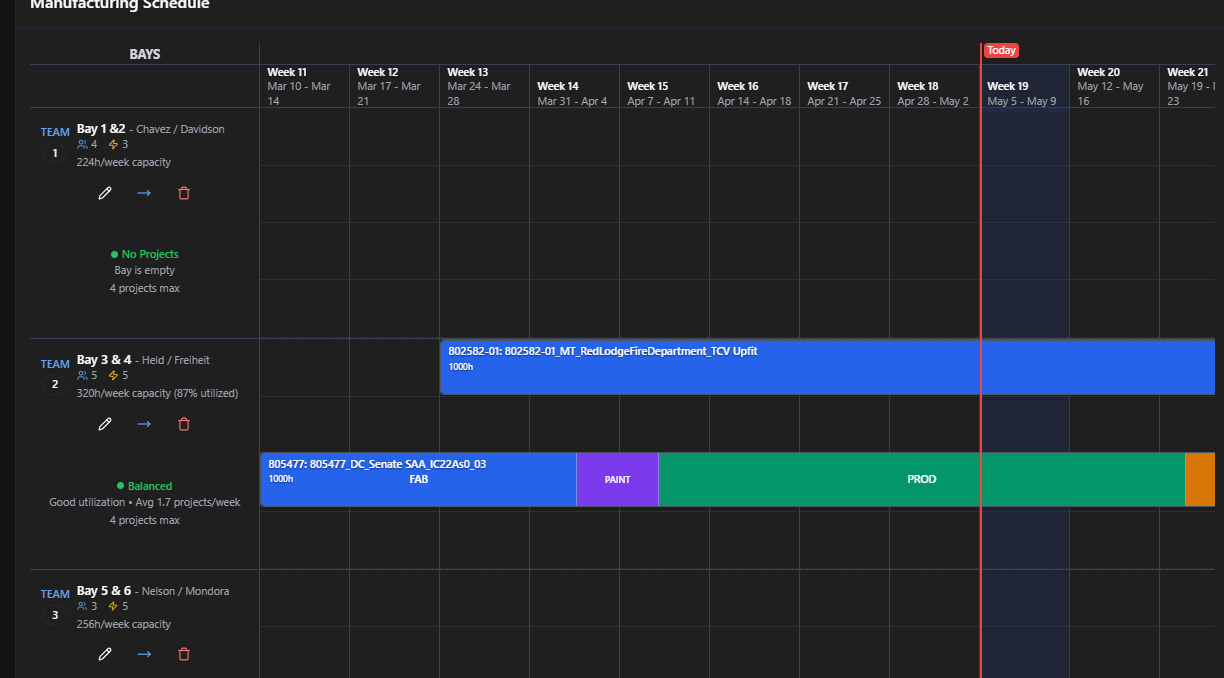 Manufacturing Schedule
Today
BAYS
Week 11
Mar 10 - Mar
14
Week 12
Mar 17 - Mar
21
Week 13
Mar 24 - Mar
28
Week 14
Mar 31 - Apr 4
Week 15
Apr 7 - Apr 11
Week 16
Apr 14 - Apr 18
Week 17
Apr 21 - Apr 25
Week 18
Apr 28 - May 2
Week 19
May 5 - May 9
Week 20
May 12 - May
16
Week 21
May 19 -
23
TEAM
1
Bay 1 &2 - Chavez / Davidson
4 3
224h/week capacity
No Projects
Bay is empty
4 projects max
TEAM
2
Bay 3 & 4 - Held / Freiheit
5 5
320h/week capacity (87% utilized)
Balanced
Good utilization • Avg 1.7 projects/week
4 projects max
802582-01: 802582-01_MT_RedLodgeFireDepartment_TCV Upfit
1000h
805477: 805477_DC_Senate SAA_IC22As0_03
1000h
FAB
PAINT
PROD
TEAM
3
Bay 5 & 6 - Nelson / Mondora
3 5
256h/week capacity